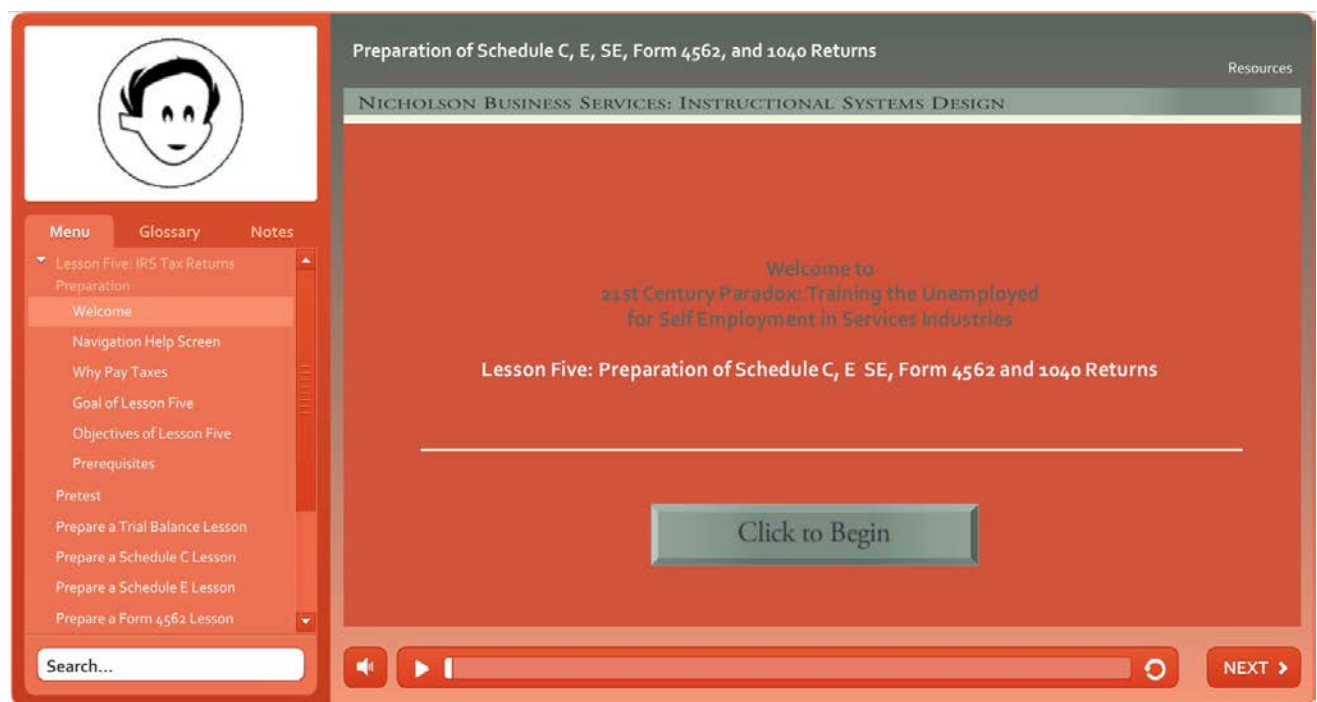 Preparation of Schedule C, E, SE, Form 4562, and 1040 Returns
Resources
NICHOLSON BUSINESS SERVICES: INSTRUCTIONAL SYSTEMS DESIGN
Menu Glossary Notes
Lesson Five: IRS Tax Returns
Preparation
Welcome
Navigation Help Screen
Why Pay Taxes
Goal of Lesson Five
Objectives of Lesson Five
Prerequisites
Pretest
Prepare a Trial Balance Lesson
Prepare a Schedule C Lesson
Prepare a Schedule E Lesson
Prepare a Form 4562 Lesson
Search...
Welcome to
21st Century Paradox: Training the Unemployed
for Self Employment in Services Industries
Lesson Five: Preparation of Schedule C, E SE, Form 4562 and 1040 Returns
Click to Begin
NEXT